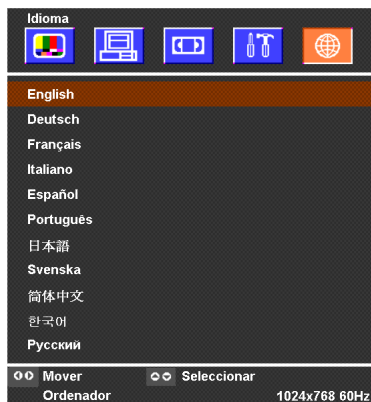 Idioma
English
Deutsch
Français
Italiano
Español
Português
日本語
Svenska
简体中文
한국어
Русский
Mover Seleccionar
Ordenador 1024x768 60Hz